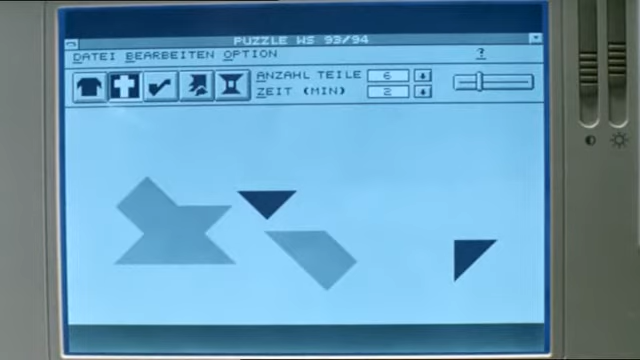 PUZZLE WS 93/94
DATEI BEARBEITEN OPTION ?
ANZAHL TEILE 6
ZEIT (MIN) 2